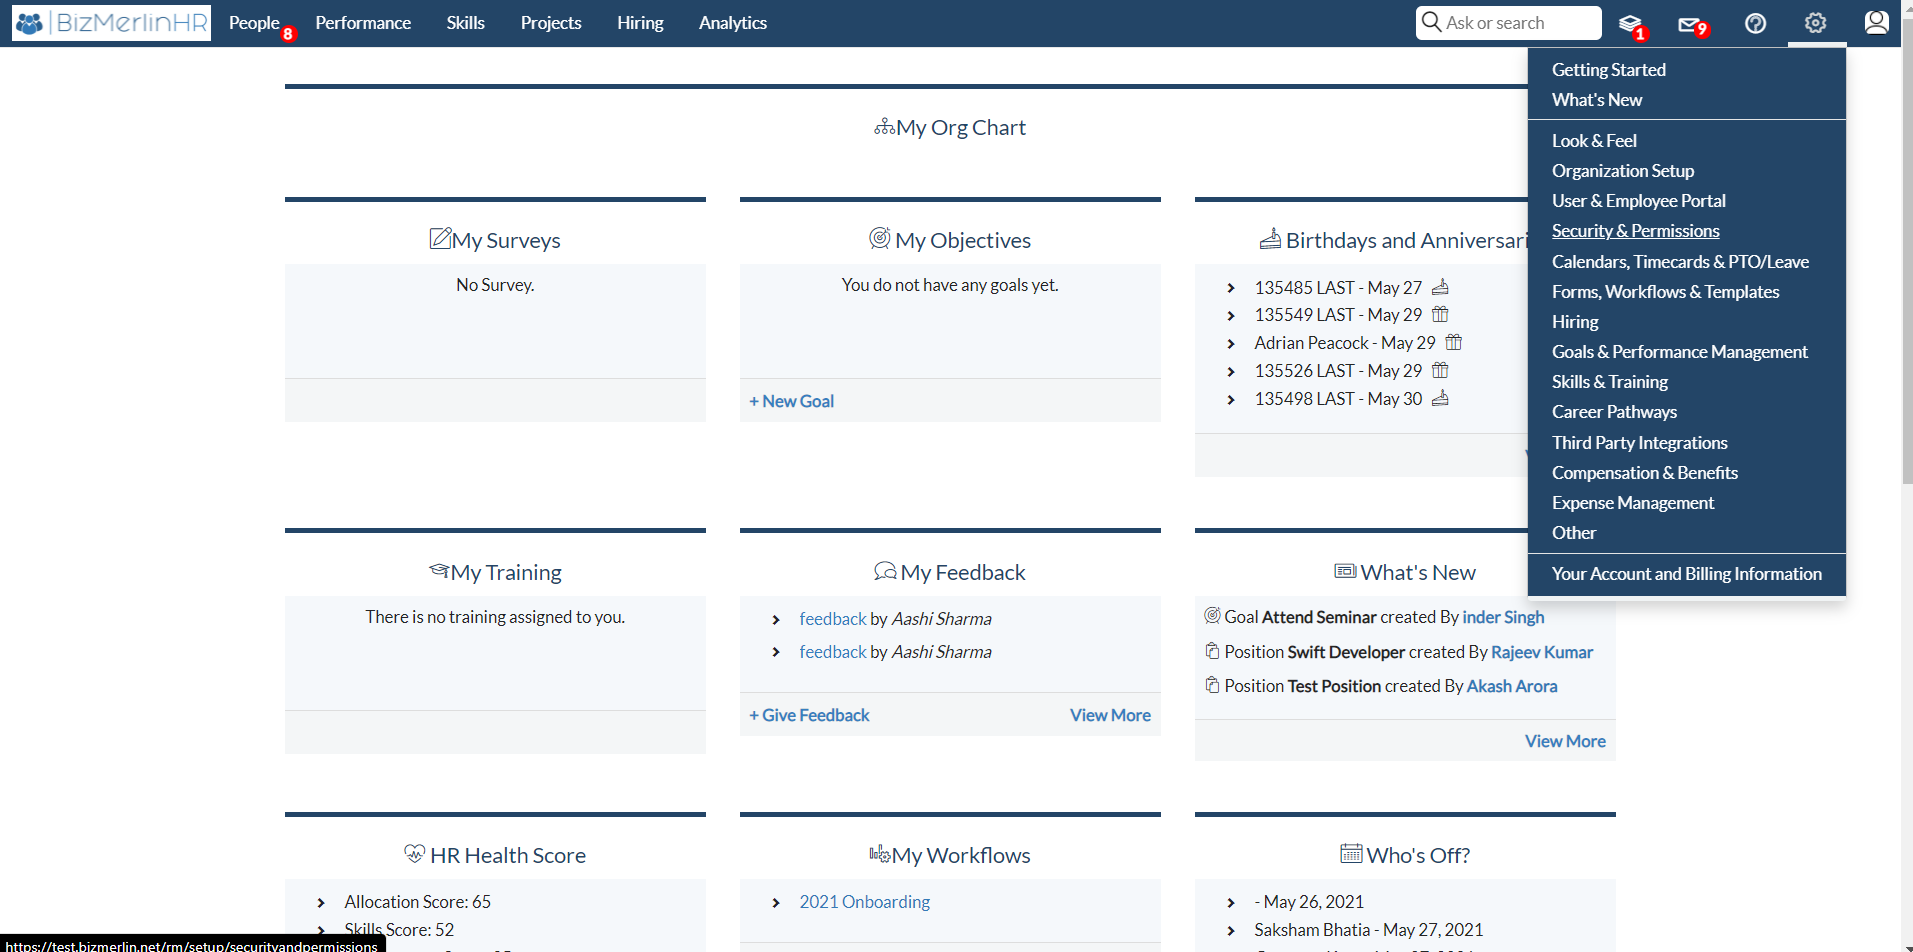 BizMerlinHR People 8 Performance Skills Projects Hiring Analytics Ask or search 1 9
Getting Started
What's New
Look & Feel
Organization Setup
User & Employee Portal
Security & Permissions
Calendars, Timecards & PTO/Leave
Forms, Workflows & Templates
Hiring
Goals & Performance Management
Skills & Training
Career Pathways
Third Party Integrations
Compensation & Benefits
Expense Management
Other
Your Account and Billing Information
My Org Chart
My Surveys
No Survey.
My Objectives
You do not have any goals yet.
+ New Goal
Birthdays and Anniversari
135485 LAST - May 27
135549 LAST - May 29
Adrian Peacock - May 29
135526 LAST - May 29
135498 LAST - May 30
My Training
There is no training assigned to you.
My Feedback
feedback by Aashi Sharma
feedback by Aashi Sharma
+ Give Feedback View More
What's New
Goal Attend Seminar created By inder Singh
Position Swift Developer created By Rajeev Kumar
Position Test Position created By Akash Arora
View More
HR Health Score
Allocation Score: 65
Skills Score: 52
My Workflows
2021 Onboarding
Who's Off?
- May 26, 2021
Saksham Bhatia - May 27, 2021
https://test.bizmerlin.net/rm/setup/securityandpermissions